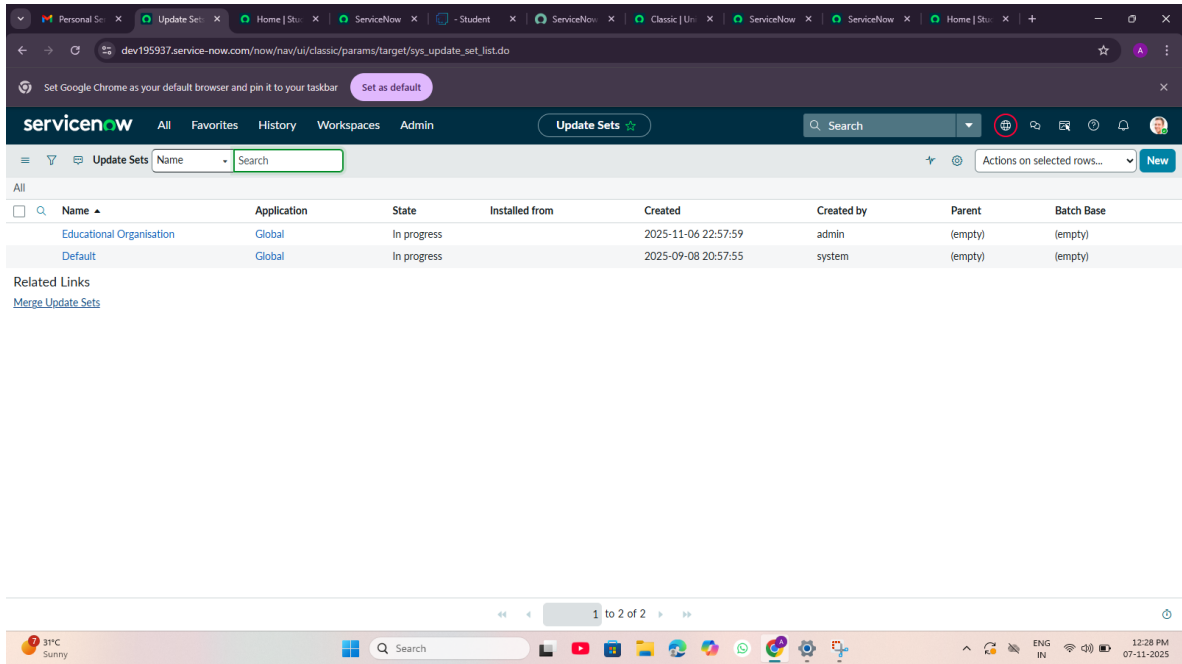 Personal Se Update Set Home | Stuc ServiceNow - Student ServiceNow Classic | Uni ServiceNow ServiceNow Home | Stuc
dev195937.service-now.com/now/nav/ui/classic/params/target/sys_update_set_list.do A
Set Google Chrome as your default browser and pin it to your taskbar Set as default
servicenow All Favorites History Workspaces Admin Update Sets Search
Update Sets Name Search Actions on selected rows... New
All
Name Application State Installed from Created Created by Parent Batch Base
Educational Organisation Global In progress 2025-11-06 22:57:59 admin (empty) (empty)
Default Global In progress 2025-09-08 20:57:55 system (empty) (empty)
Related Links
Merge Update Sets
1 to 2 of 2
7 31°C Search ENG 12:28 PM
Sunny IN 07-11-2025